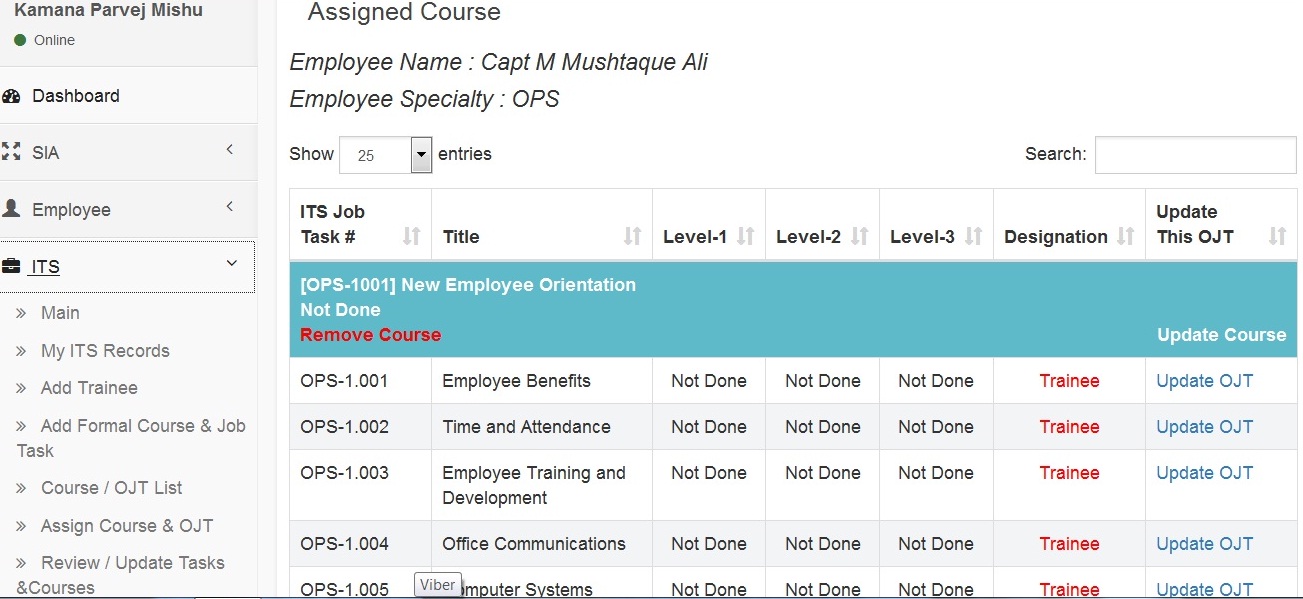 Kamana Parvej Mishu
Online
Dashboard
SIA
Employee
ITS
Main
My ITS Records
Add Trainee
Add Formal Course & Job
Task
Course / OJT List
Assign Course & OJT
Review / Update Tasks
&Courses
Assigned Course
Employee Name : Capt M Mushtaque Ali
Employee Specialty : OPS
Show 25 entries Search:
ITS Job
Task # Title Level-1 Level-2 Level-3 Designation Update
This OJT
[OPS-1001] New Employee Orientation
Not Done
Remove Course Update Course
OPS-1.001 Employee Benefits Not Done Not Done Not Done Trainee Update OJT
OPS-1.002 Time and Attendance Not Done Not Done Not Done Trainee Update OJT
OPS-1.003 Employee Training and Not Done Not Done Not Done Trainee Update OJT
Development
OPS-1.004 Office Communications Not Done Not Done Not Done Trainee Update OJT
OPS-1.005 Viber mputer Systems Not Done Not Done Not Done Trainee Update OJT